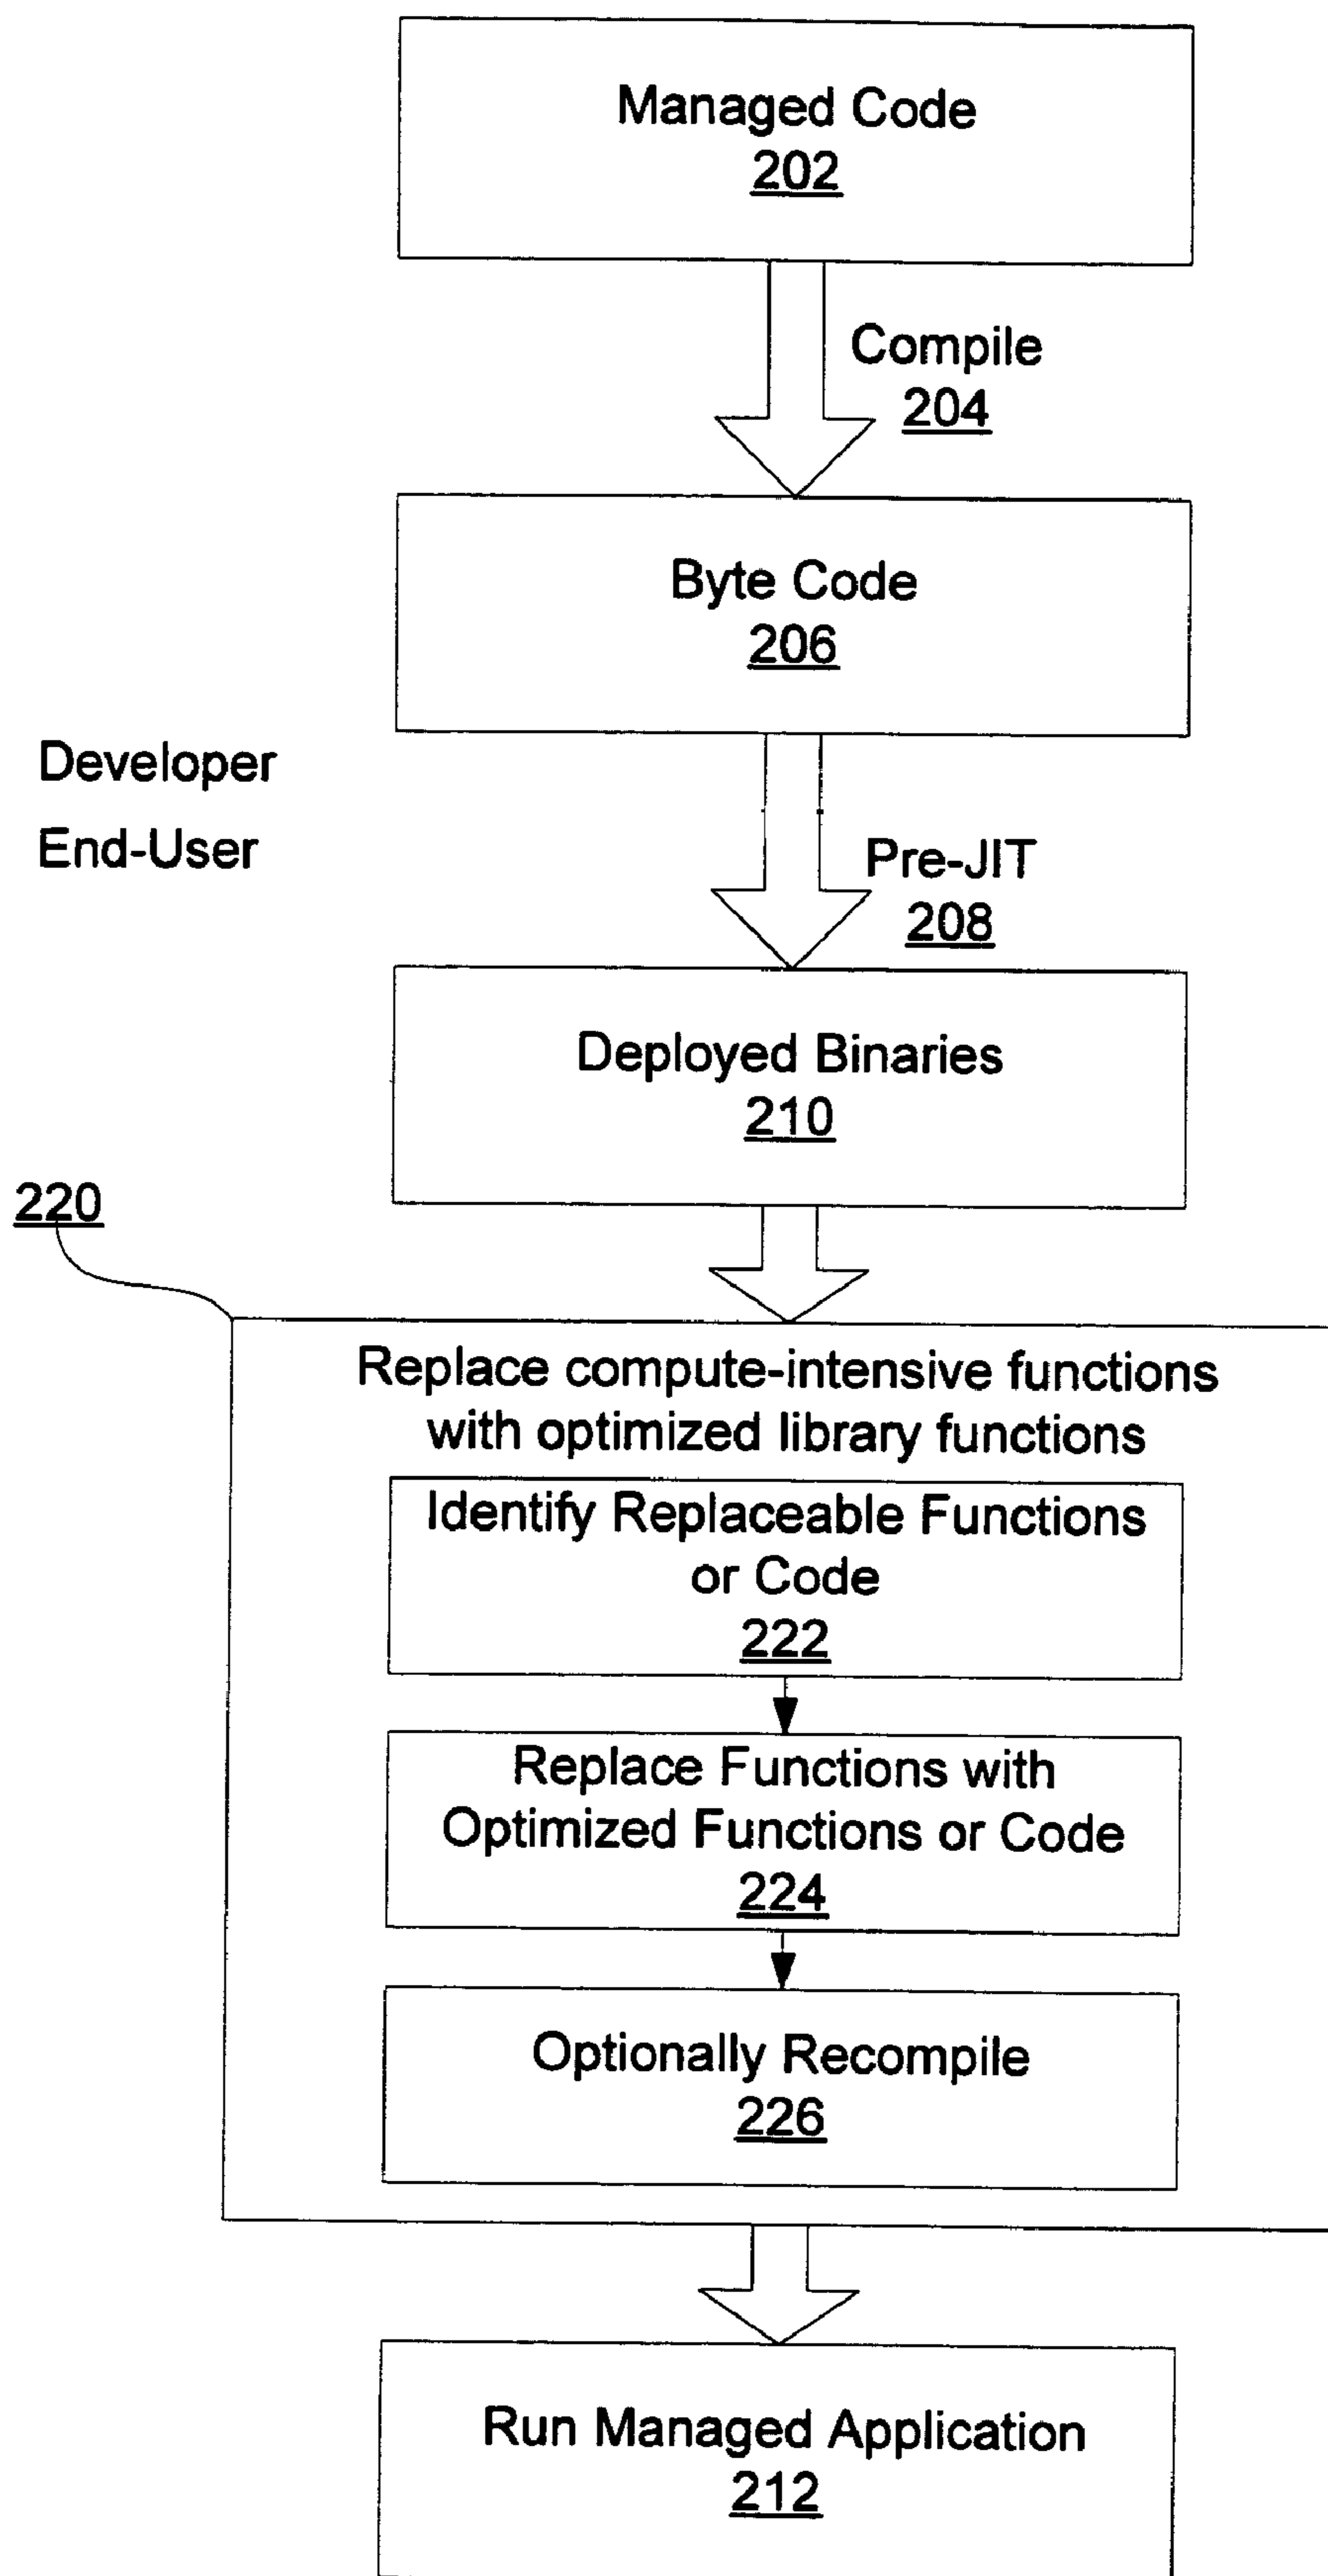 Managed Code
202
Compile
204
Byte Code
206
Developer
End-User
Pre-JIT
208
Deployed Binaries
210
220
Replace compute-intensive functions
with optimized library functions
Identify Replaceable Functions
or Code
222
Replace Functions with
Optimized Functions or Code
224
Optionally Recompile
226
Run Managed Application
212